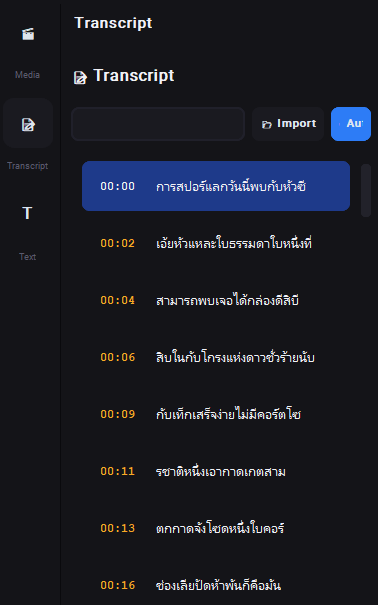 Transcript
Media
Transcript
Import
Au
Transcript
T
Text
00:00 การสปอร์แลกวันนี้พบกับหัวซี
00:02 เอ้ยหัวแหละใบธรรมดาใบหนึ่งที่
00:04 สามารถพบเจอได้กล่องดีสิบี
00:06 สิบในกับโกรงแห่งดาวชั่วร้ายนับ
00:09 กับเท็กเสร็จง่ายไม่มีคอร์ตโซ
00:11 รซาติหนึ่งเอากาดเกตสาม
00:13 ตกกาดจ้งโซดหนึ่งใบคอร์
00:16 ช่องเลียปัดห้าพันก็คือมัน